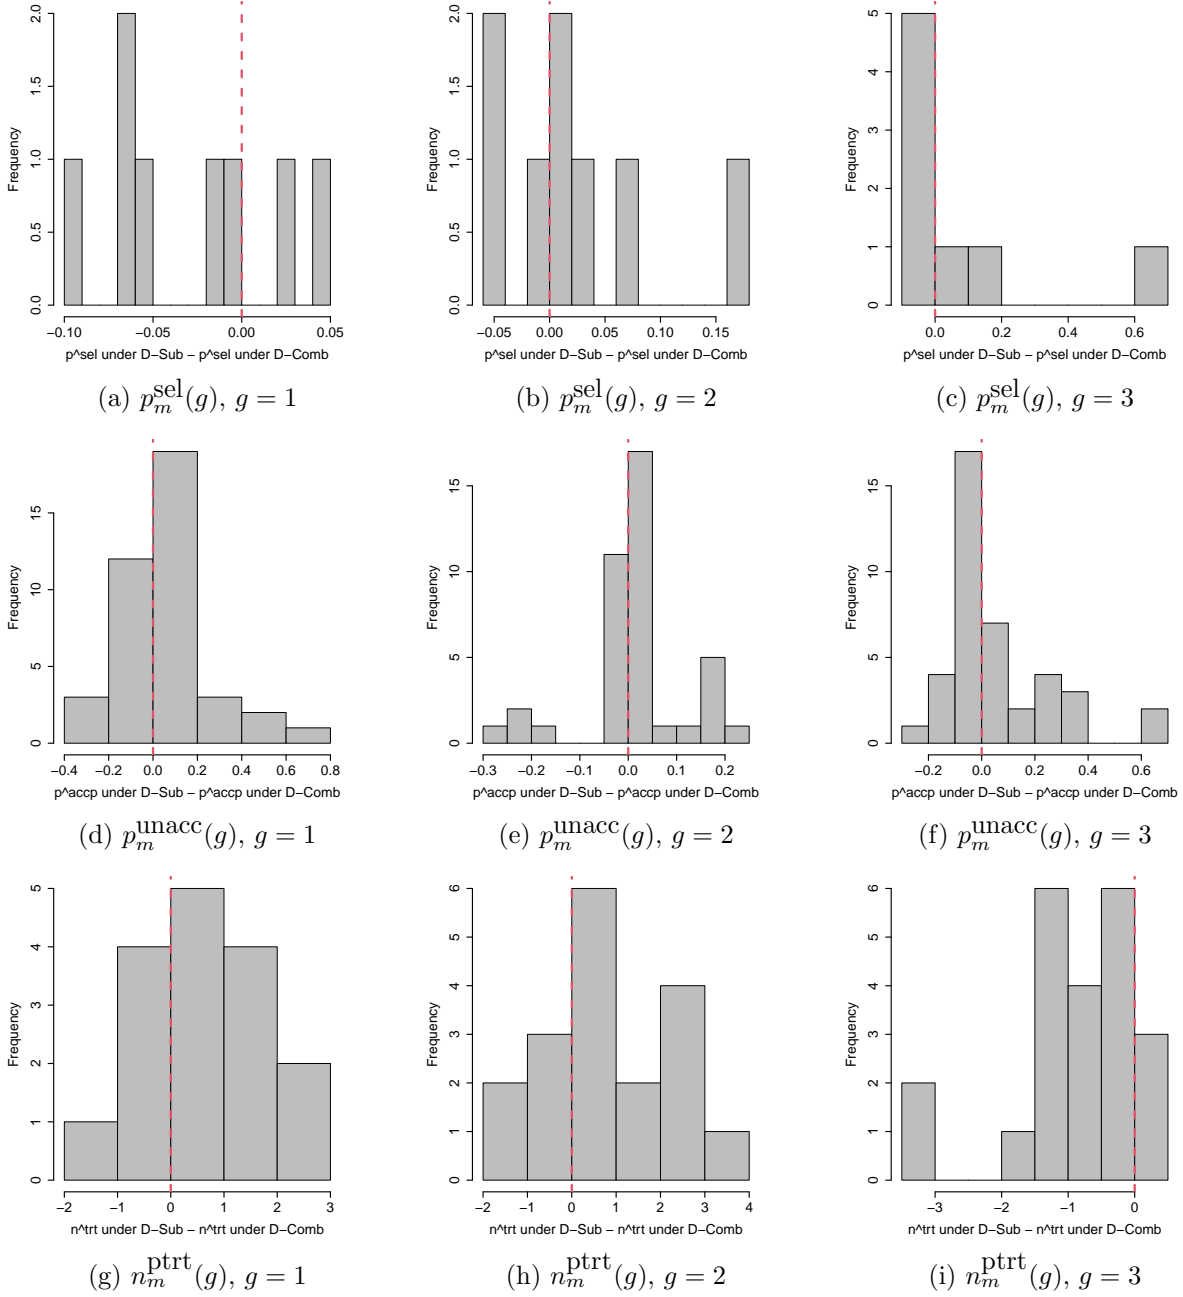 Frequency
0.0 0.5 1.0 1.5 2.0
−0.10 −0.05 0.00 0.05
p^sel under D−Sub − p^sel under D−Comb
(a) p_m^sel(g), g = 1
Frequency
0.0 0.5 1.0 1.5 2.0
−0.05 0.00 0.05 0.10 0.15
p^sel under D−Sub − p^sel under D−Comb
(b) p_m^sel(g), g = 2
Frequency
0 1 2 3 4 5
0.0 0.2 0.4 0.6
p^sel under D−Sub − p^sel under D−Comb
(c) p_m^sel(g), g = 3
Frequency
0 5 10 15
−0.4 −0.2 0.0 0.2 0.4 0.6 0.8
p^accp under D−Sub − p^accp under D−Comb
(d) p_m^unacc(g), g = 1
Frequency
0 5 10 15
−0.3 −0.2 −0.1 0.0 0.1 0.2
p^accp under D−Sub − p^accp under D−Comb
(e) p_m^unacc(g), g = 2
Frequency
0 5 10 15
−0.2 0.0 0.2 0.4 0.6
p^accp under D−Sub − p^accp under D−Comb
(f) p_m^unacc(g), g = 3
Frequency
0 1 2 3 4 5
−2 −1 0 1 2 3
n^trt under D−Sub − n^trt under D−Comb
(g) n_m^ptrt(g), g = 1
Frequency
0 1 2 3 4 5 6
−2 −1 0 1 2 3 4
n^trt under D−Sub − n^trt under D−Comb
(h) n_m^ptrt(g), g = 2
Frequency
0 1 2 3 4 5 6
−3 −2 −1 0
n^trt under D−Sub − n^trt under D−Comb
(i) n_m^ptrt(g), g = 3